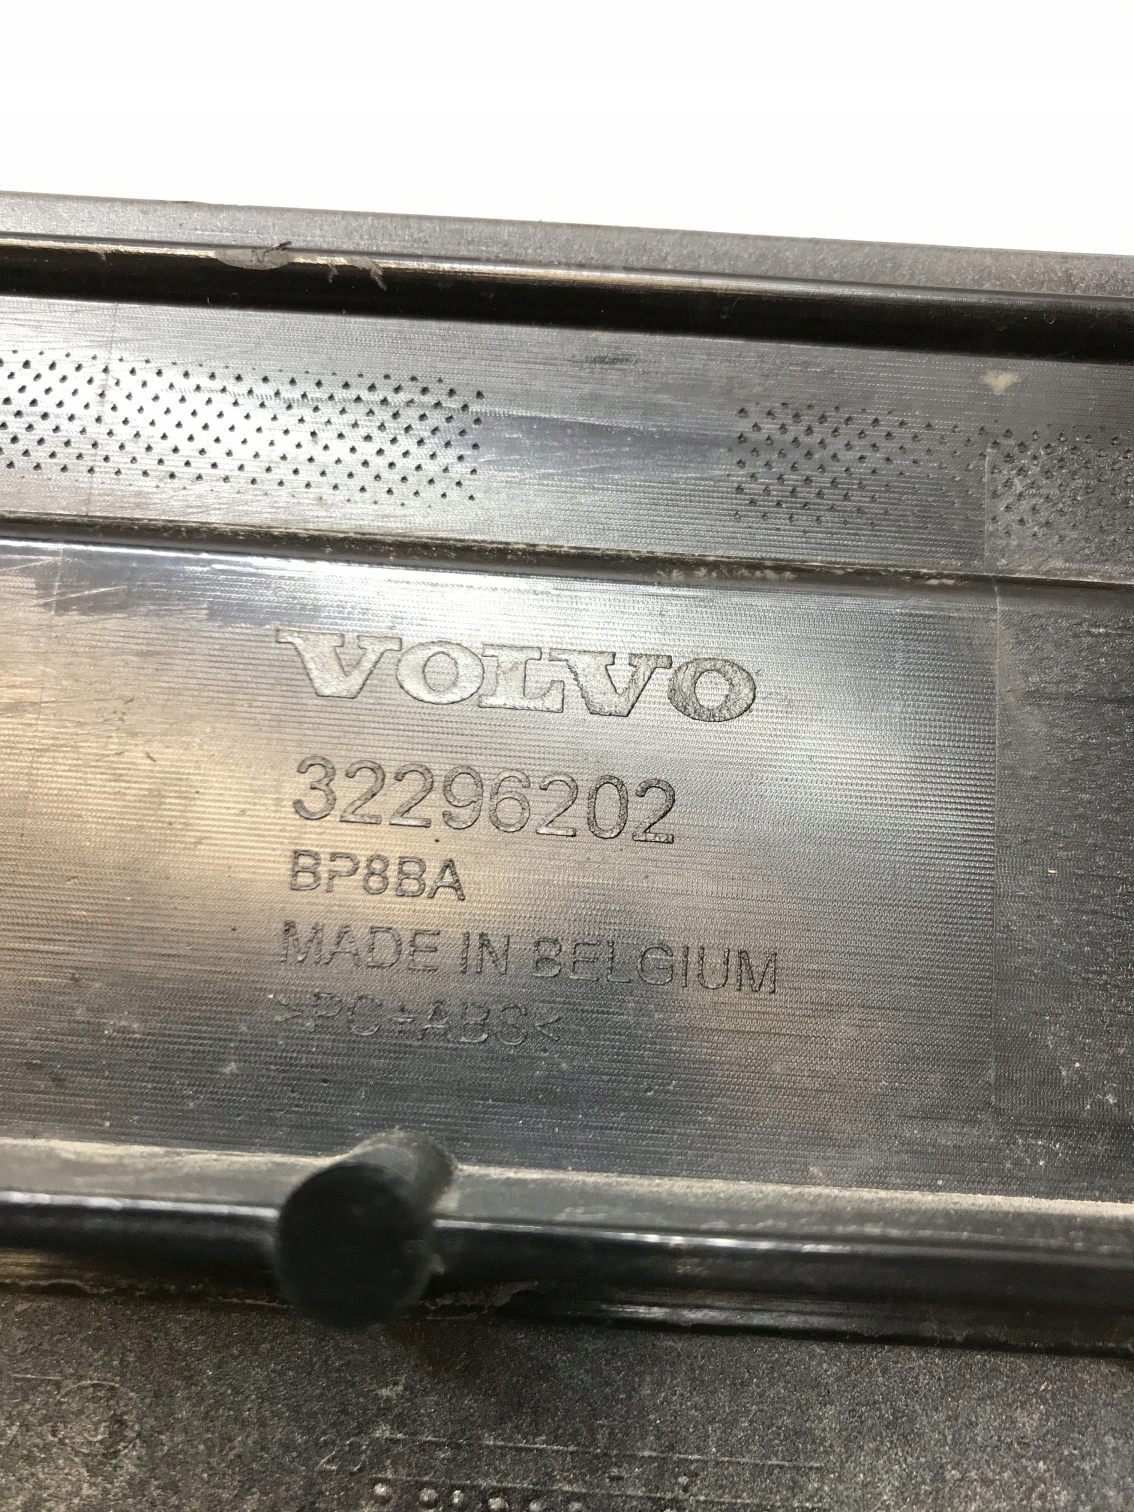 VOLVO
32296202
BP8BA
MADE IN BELGIUM
>PC+ABS<